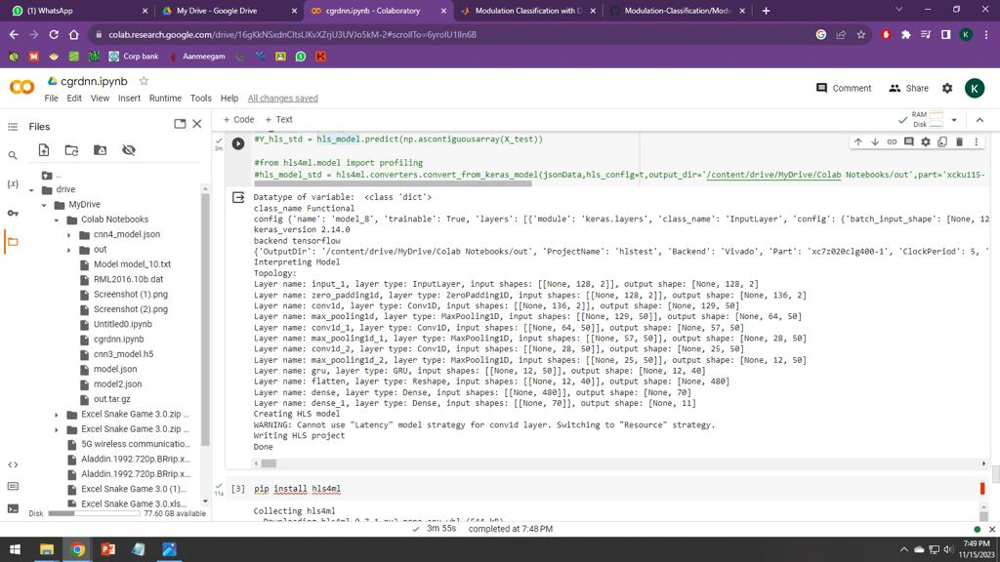 (1) WhatsApp
My Drive - Google Drive
cgrdnn.ipynb - Colaboratory
Modulation Classification with D
Modulation-Classification/Modu
colab.research.google.com/drive/16gKkNSxdnCltsLIKvXZrjU3UVJo5kM-2#scrollTo=6yroIU1lIn6B
Corp bank
Aanmeegam
cgrdnn.ipynb
Comment
Share
K
File Edit View Insert Runtime Tools Help All changes saved
+ Code + Text
RAM
Disk
Files
..
drive
MyDrive
Colab Notebooks
cnn4_model.json
out
Model model_10.txt
RML2016.10b.dat
Screenshot (1).png
Screenshot (2).png
Untitled0.ipynb
cgrdnn.ipynb
cnn3_model.h5
model.json
model2.json
out.tar.gz
Excel Snake Game 3.0.zip ...
Excel Snake Game 3.0.zip ...
5G wireless communicatio...
Aladdin.1992.720p.BRrip.x...
Aladdin.1992.720p.BRrip.x...
Excel Snake Game 3.0 (1)...
Excel Snake Game 3.0.xls...
Disk 77.60 GB available
3m
#Y_hls_std = hls_model.predict(np.ascontiguousarray(X_test))
#from hls4ml.model import profiling
#hls_model_std = hls4ml.converters.convert_from_keras_model(jsonData,hls_config=t,output_dir='/content/drive/MyDrive/Colab Notebooks/out',part='xcku115-
Datatype of variable: <class 'dict'>
class_name Functional
config {'name': 'model_8', 'trainable': True, 'layers': [{'module': 'keras.layers', 'class_name': 'InputLayer', 'config': {'batch_input_shape': [None, 12
keras_version 2.14.0
backend tensorflow
{'OutputDir': '/content/drive/MyDrive/Colab Notebooks/out', 'ProjectName': 'hlstest', 'Backend': 'Vivado', 'Part': 'xc7z020clg400-1', 'ClockPeriod': 5, '
Interpreting Model
Topology:
Layer name: input_1, layer type: InputLayer, input shapes: [[None, 128, 2]], output shape: [None, 128, 2]
Layer name: zero_padding1d, layer type: ZeroPadding1D, input shapes: [[None, 128, 2]], output shape: [None, 136, 2]
Layer name: conv1d, layer type: Conv1D, input shapes: [[None, 136, 2]], output shape: [None, 129, 50]
Layer name: max_pooling1d, layer type: MaxPooling1D, input shapes: [[None, 129, 50]], output shape: [None, 64, 50]
Layer name: conv1d_1, layer type: Conv1D, input shapes: [[None, 64, 50]], output shape: [None, 57, 50]
Layer name: max_pooling1d_1, layer type: MaxPooling1D, input shapes: [[None, 57, 50]], output shape: [None, 28, 50]
Layer name: conv1d_2, layer type: Conv1D, input shapes: [[None, 28, 50]], output shape: [None, 25, 50]
Layer name: max_pooling1d_2, layer type: MaxPooling1D, input shapes: [[None, 25, 50]], output shape: [None, 12, 50]
Layer name: gru, layer type: GRU, input shapes: [[None, 12, 50]], output shape: [None, 12, 40]
Layer name: flatten, layer type: Reshape, input shapes: [[None, 12, 40]], output shape: [None, 480]
Layer name: dense, layer type: Dense, input shapes: [[None, 480]], output shape: [None, 70]
Layer name: dense_1, layer type: Dense, input shapes: [[None, 70]], output shape: [None, 11]
Creating HLS model
WARNING: Cannot use "Latency" model strategy for conv1d layer. Switching to "Resource" strategy.
Writing HLS project
Done
11s
[3] pip install hls4ml
Collecting hls4ml
3m 55s completed at 7:48 PM
7:49 PM
11/15/2023